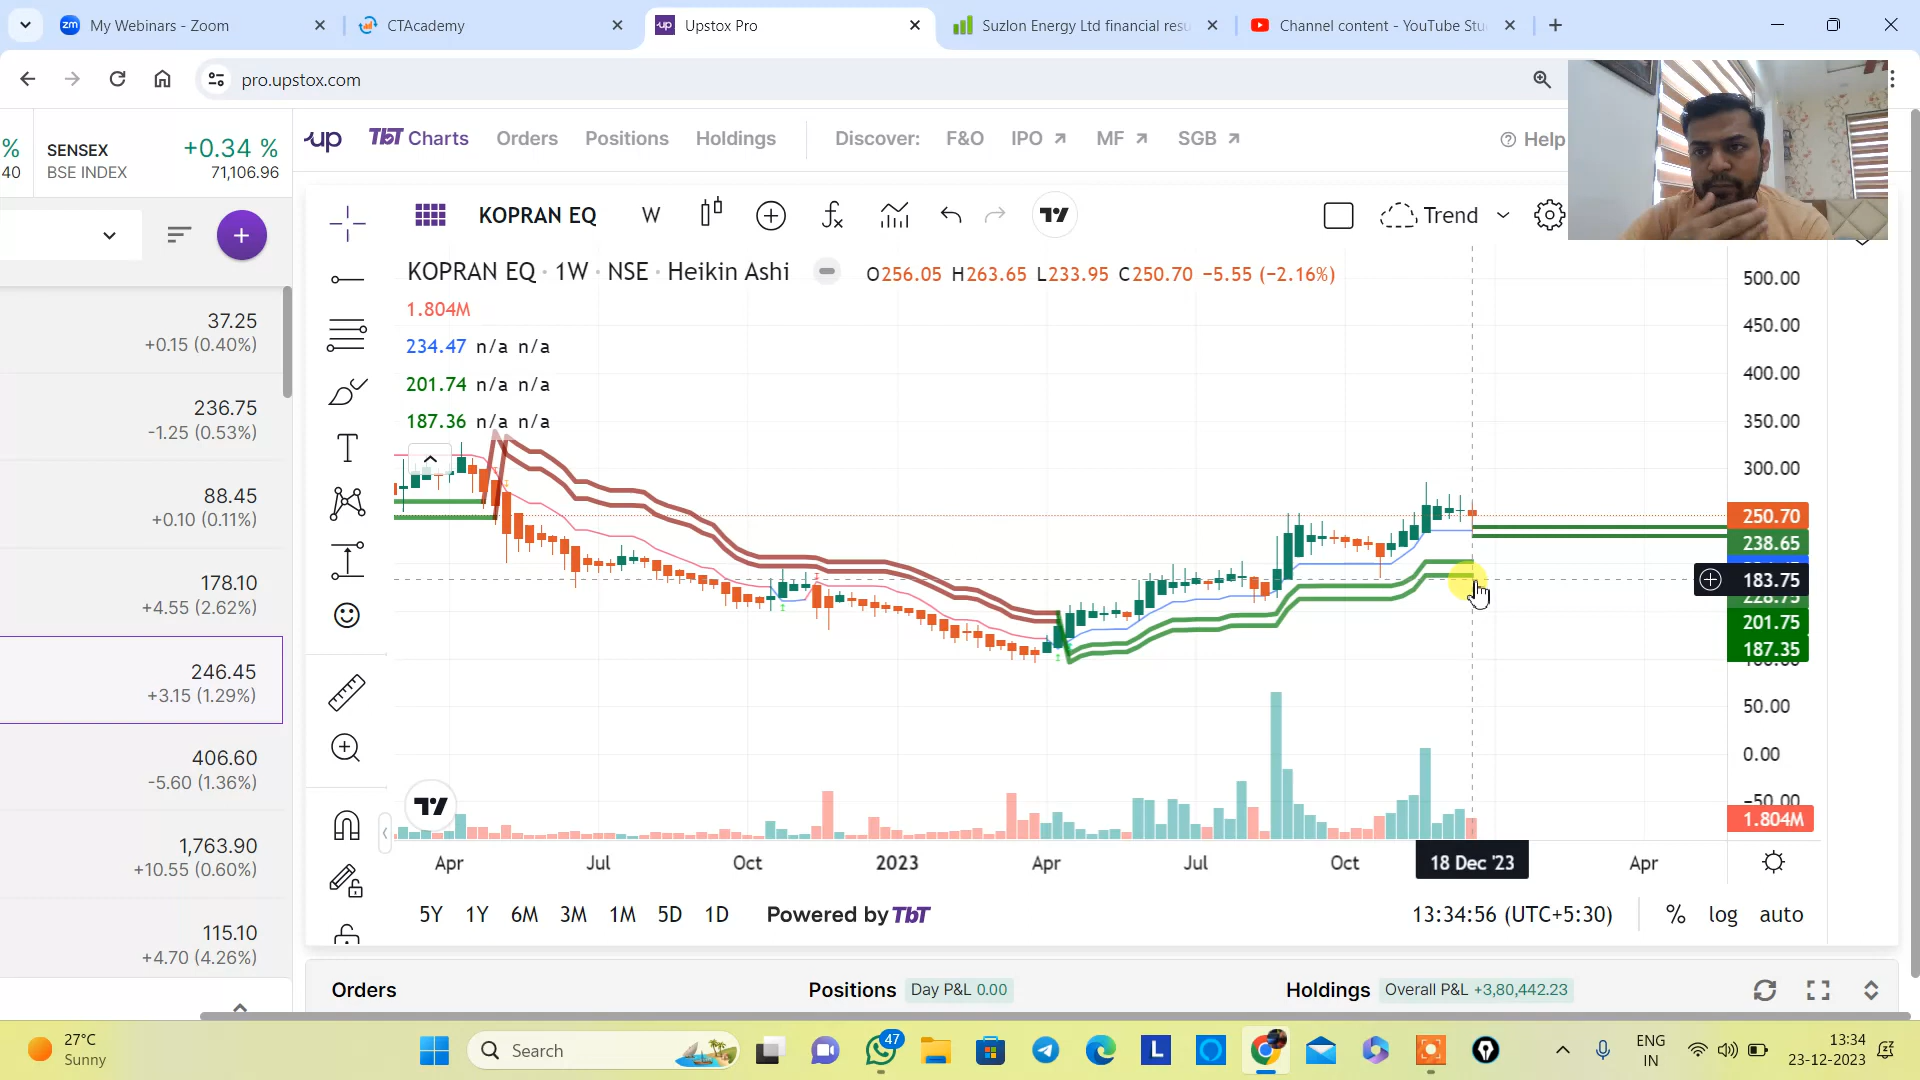 My Webinars - Zoom
CTAcademy
Upstox Pro
Suzlon Energy Ltd financial resu
Channel content - YouTube Stu
pro.upstox.com
%
40
SENSEX
+0.34 %
BSE INDEX
71,106.96
up
TbT Charts
Orders
Positions
Holdings
Discover:
F&O
IPO
MF
SGB
Help
KOPRAN EQ
W
Trend
KOPRAN EQ · 1W · NSE · Heikin Ashi
O256.05 H263.65 L233.95 C250.70 −5.55 (−2.16%)
1.804M
234.47 n/a n/a
201.74 n/a n/a
187.36 n/a n/a
37.25
+0.15 (0.40%)
236.75
-1.25 (0.53%)
88.45
+0.10 (0.11%)
178.10
+4.55 (2.62%)
246.45
+3.15 (1.29%)
406.60
-5.60 (1.36%)
1,763.90
+10.55 (0.60%)
115.10
+4.70 (4.26%)
500.00
450.00
400.00
350.00
300.00
250.70
238.65
183.75
228.75
201.75
187.35
50.00
0.00
−50.00
1.804M
Apr
Jul
Oct
2023
Apr
Jul
Oct
18 Dec '23
Apr
5Y
1Y
6M
3M
1M
5D
1D
Powered by TbT
13:34:56 (UTC+5:30)
%
log
auto
Orders
Positions
Day P&L 0.00
Holdings
Overall P&L +3,80,442.23
27°C
Sunny
Search
47
ENG
IN
13:34
23-12-2023